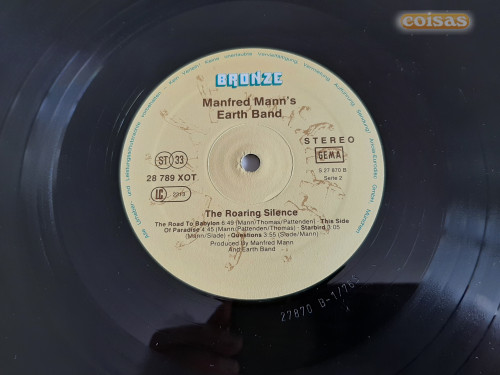 eoisas
BRONZE
Manfred Mann's
Earth Band
STEREO
ST 33
GEMA
28 789 XOT
S 27 870 B
Seite 2
LC
The Roaring Silence
The Road To Babylon 6:49 (Mann/Thomas/Pattenden) · This Side
Of Paradise 4:45 (Mann/Pattenden/Thomas) · Starbird 3:05
(Mann/Slade) · Questions 3:55 (Slade/Mann)
Produced By Manfred Mann
And Earth Band
27870 B-1/76